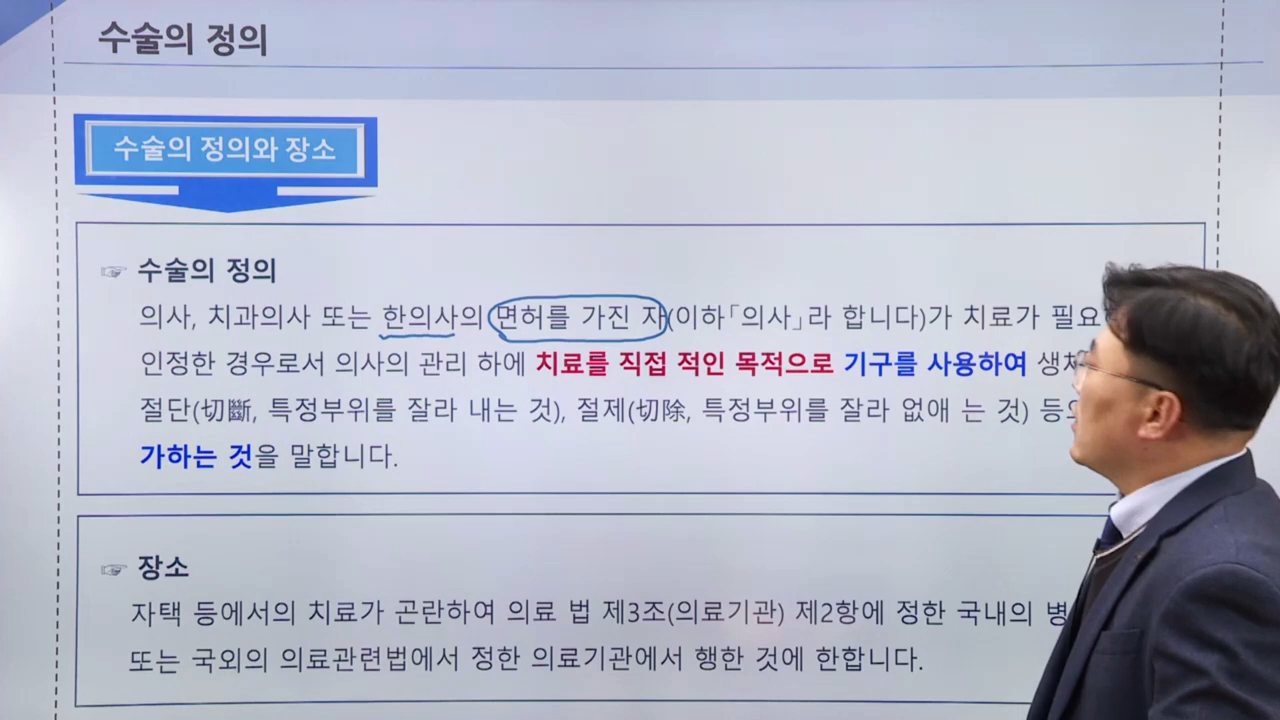 수술의 정의
수술의 정의와 장소
☞ 수술의 정의
의사, 치과의사 또는 한의사의 면허를 가진 자(이하「의사」라 합니다)가 치료가
인정한 경우로서 의사의 관리 하에 치료를 직접 적인 목적으로 기구를 사용하여
절단(切斷, 특정부위를 잘라 내는 것), 절제(切除, 특정부위를 잘라 없애 는 것)
가하는 것을 말합니다.
☞ 장소
자택 등에서의 치료가 곤란하여 의료 법 제3조(의료기관) 제2항에 정한 국내의
또는 국외의 의료관련법에서 정한 의료기관에서 행한 것에 한합니다.